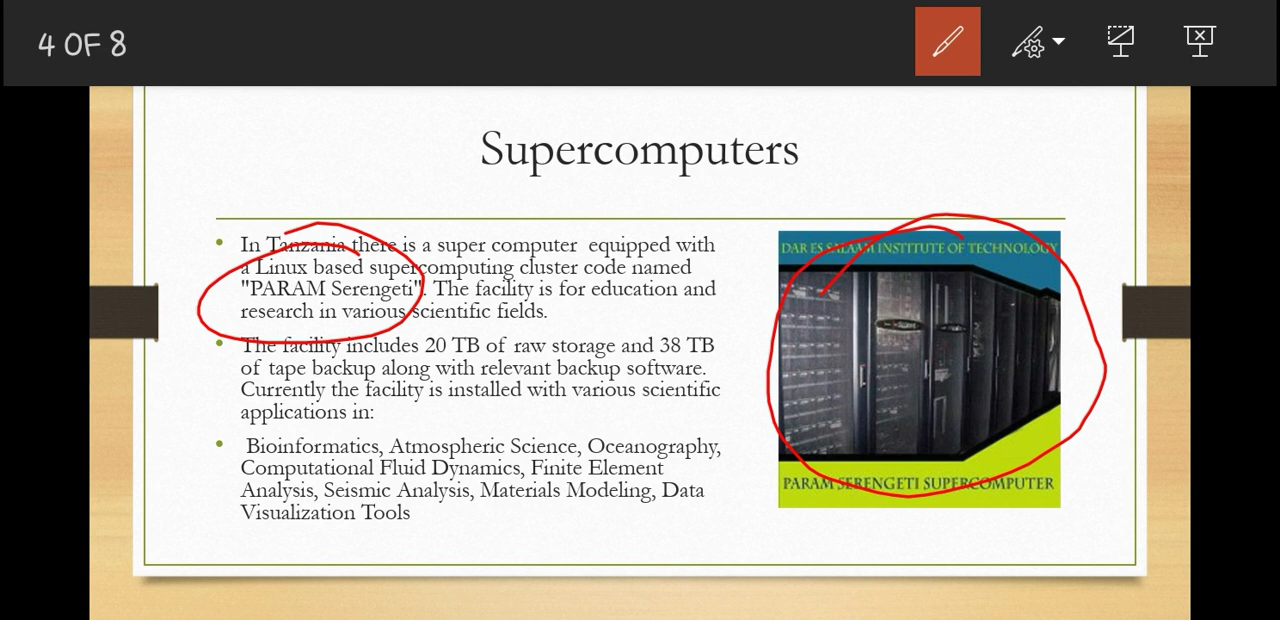 4 OF 8
Supercomputers
In Tanzania there is a super computer equipped with
a Linux based supercomputing cluster code named
"PARAM Serengeti". The facility is for education and
research in various scientific fields.
The facility includes 20 TB of raw storage and 38 TB
of tape backup along with relevant backup software.
Currently the facility is installed with various scientific
applications in:
Bioinformatics, Atmospheric Science, Oceanography,
Computational Fluid Dynamics, Finite Element
Analysis, Seismic Analysis, Materials Modeling, Data
Visualization Tools
DAR ES SALAAM INSTITUTE OF TECHNOLOGY
PARAM SERENGETI SUPERCOMPUTER